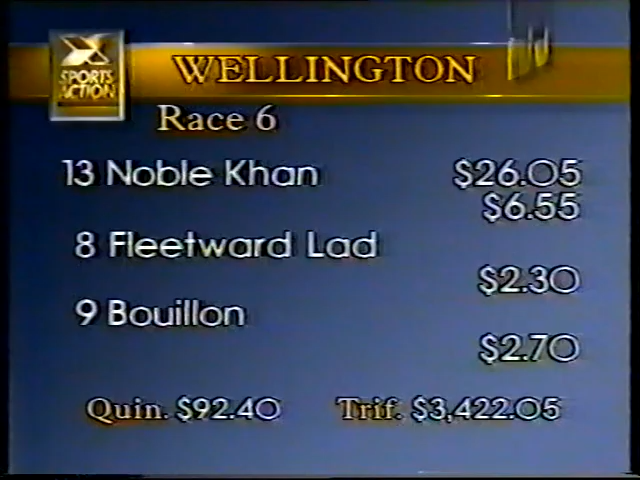 SPORTS
ACTION
WELLINGTON
Race 6
13 Noble Khan $26.05
$6.55
8 Fleetward Lad
$2.30
9 Bouillon
$2.70
Quin. $92.40 Trif. $3,422.05